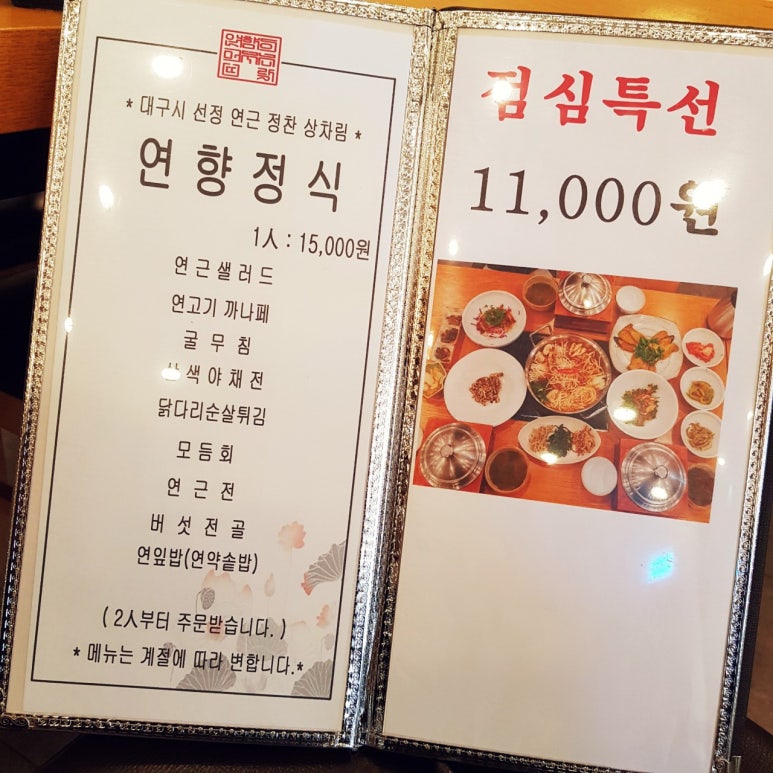 * 대구시 선정 연근 정찬 상차림 *
연향정식
1人 : 15,000원
연근샐러드
연고기 까나페
굴무침
색야채전
닭다리순살튀김
모듬회
연근전
버섯전골
연잎밥(연약솥밥)
( 2人부터 주문받습니다. )
* 메뉴는 계절에 따라 변합니다.*
점심특선
11,000원